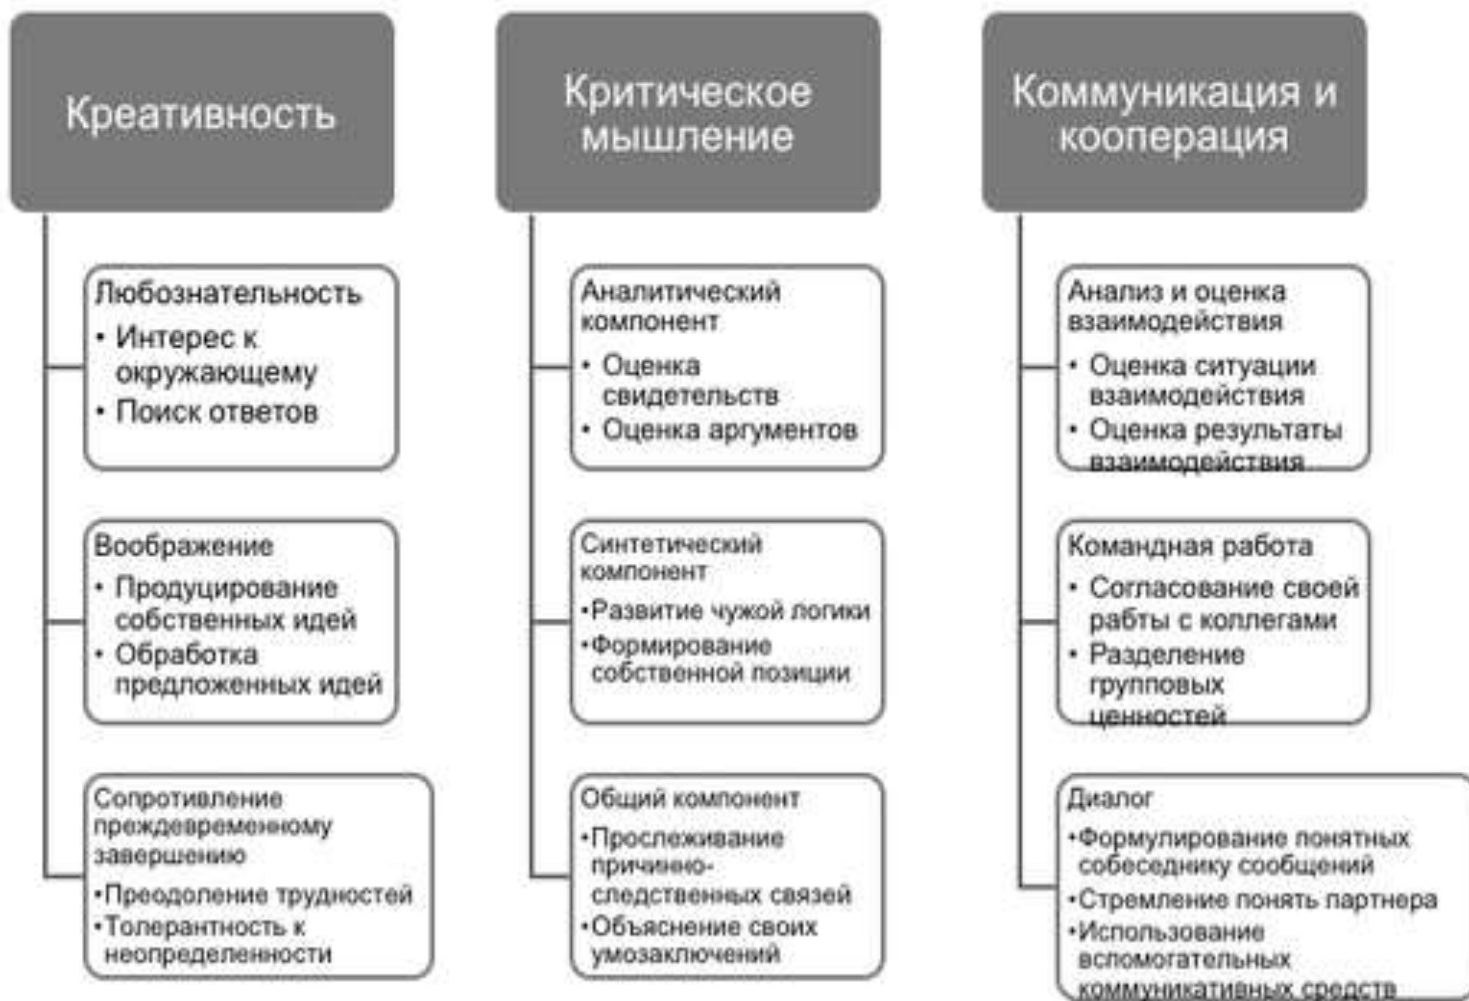 Креативность
Любознательность
• Интерес к
окружающему
• Поиск ответов
Воображение
• Продуцирование
собственных идей
• Обработка
предложенных идей
Сопротивление
преждевременному
завершению
•Преодоление трудностей
•Толерантность к
неопределенности
Критическое
мышление
Аналитический
компонент
• Оценка
свидетельств
• Оценка аргументов
Синтетический
компонент
•Развитие чужой логики
•Формирование
собственной позиции
Общий компонент
•Прослеживание
причинно-
следственных связей
•Объяснение своих
умозаключений
Коммуникация и
кооперация
Анализ и оценка
взаимодействия
• Оценка ситуации
взаимодействия
• Оценка результаты
взаимодействия
Командная работа
• Согласование своей
рабты с коллегами
• Разделение
групповых
ценностей
Диалог
•Формулирование понятных
собеседнику сообщений
•Стремление понять партнера
•Использование
вспомогательных
коммуникативных средств